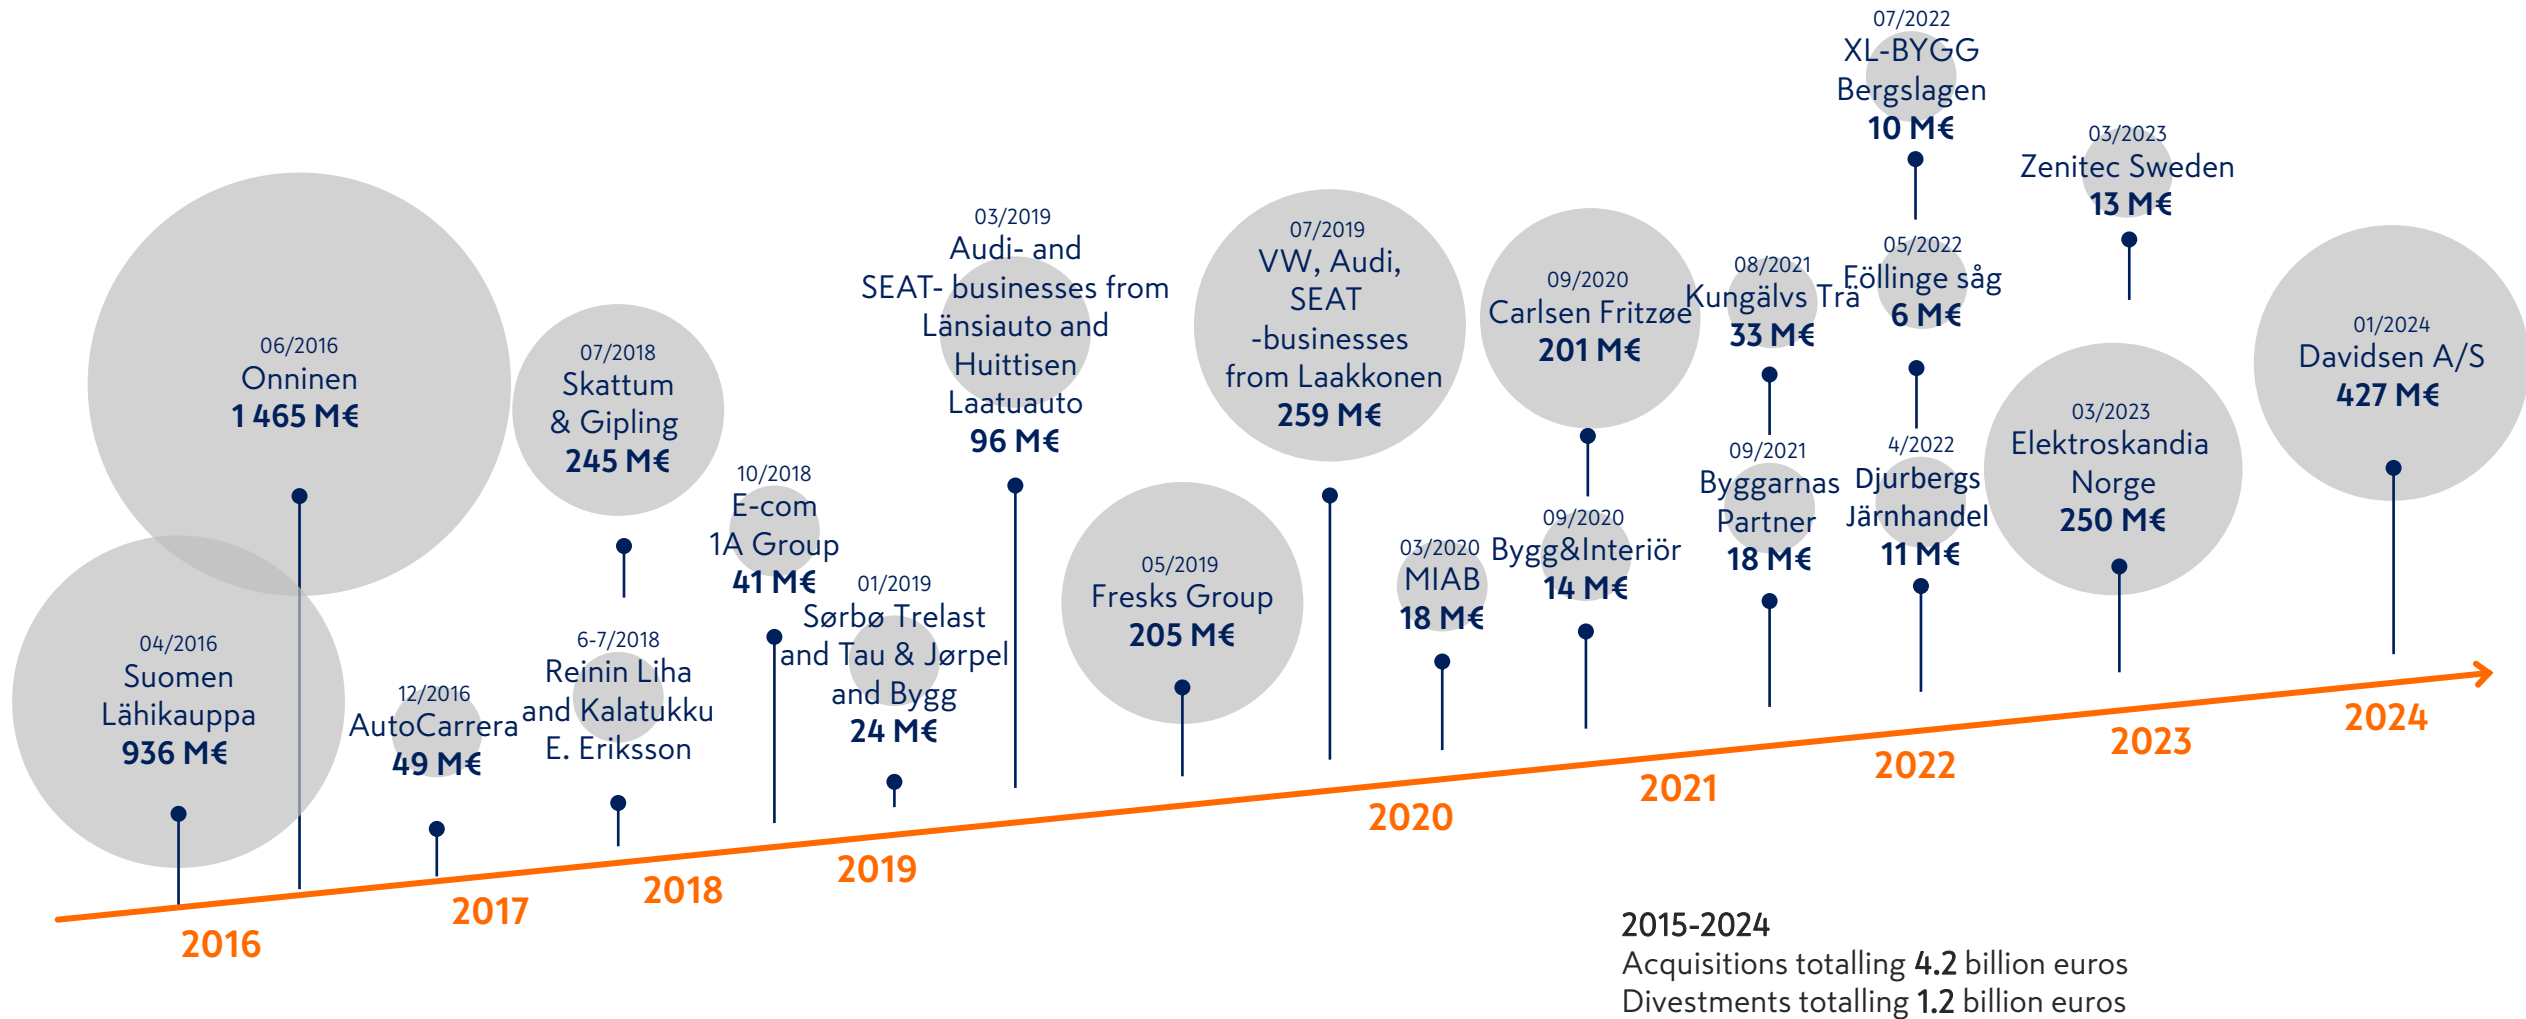 04/2016
Suomen
Lähikauppa
936 M€
06/2016
Onninen
1 465 M€
12/2016
AutoCarrera
49 M€
6-7/2018
Reinin Liha
and Kalatukku
E. Eriksson
07/2018
Skattum
& Gipling
245 M€
10/2018
E-com
1A Group
41 M€
01/2019
Sørbø Trelast
and Tau & Jørpel
and Bygg
24 M€
03/2019
Audi- and
SEAT- businesses from
Länsiauto and
Huittisen
Laatuauto
96 M€
05/2019
Fresks Group
205 M€
07/2019
VW, Audi,
SEAT
-businesses
from Laakkonen
259 M€
03/2020
MIAB
18 M€
09/2020
Carlsen Fritzøe
201 M€
09/2020
Bygg&Interiör
14 M€
08/2021
Kungälvs Trä
33 M€
09/2021
Byggarnas
Partner
18 M€
07/2022
XL-BYGG
Bergslagen
10 M€
05/2022
Föllinge såg
6 M€
4/2022
Djurbergs
Järnhandel
11 M€
03/2023
Zenitec Sweden
13 M€
03/2023
Elektroskandia
Norge
250 M€
01/2024
Davidsen A/S
427 M€
2016
2017
2018
2019
2020
2021
2022
2023
2024
2015-2024
Acquisitions totalling 4.2 billion euros
Divestments totalling 1.2 billion euros